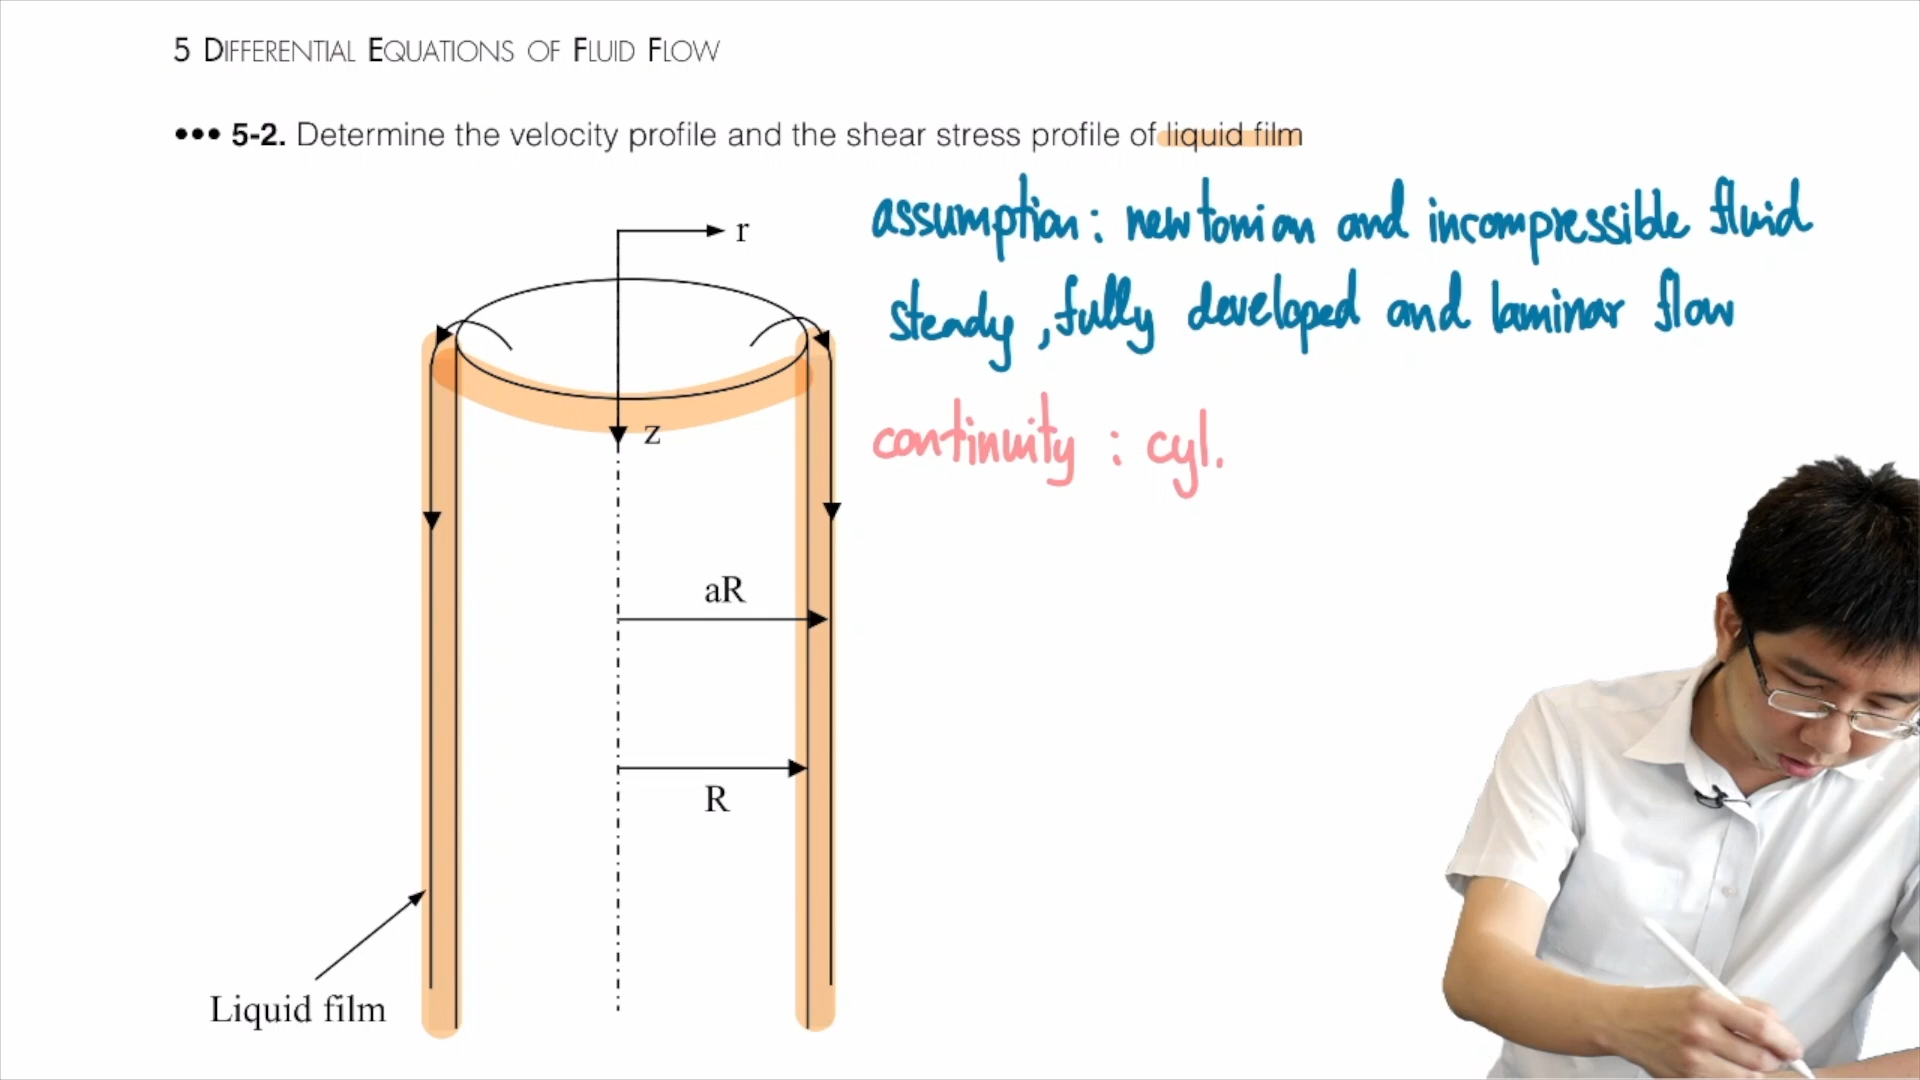 5 DIFFERENTIAL EQUATIONS OF FLUID FLOW
••• 5-2. Determine the velocity profile and the shear stress profile of liquid film
assumption : newtonian and incompressible fluid
steady , fully developed and laminar flow
continuity : cyl.
r
z
aR
R
Liquid film